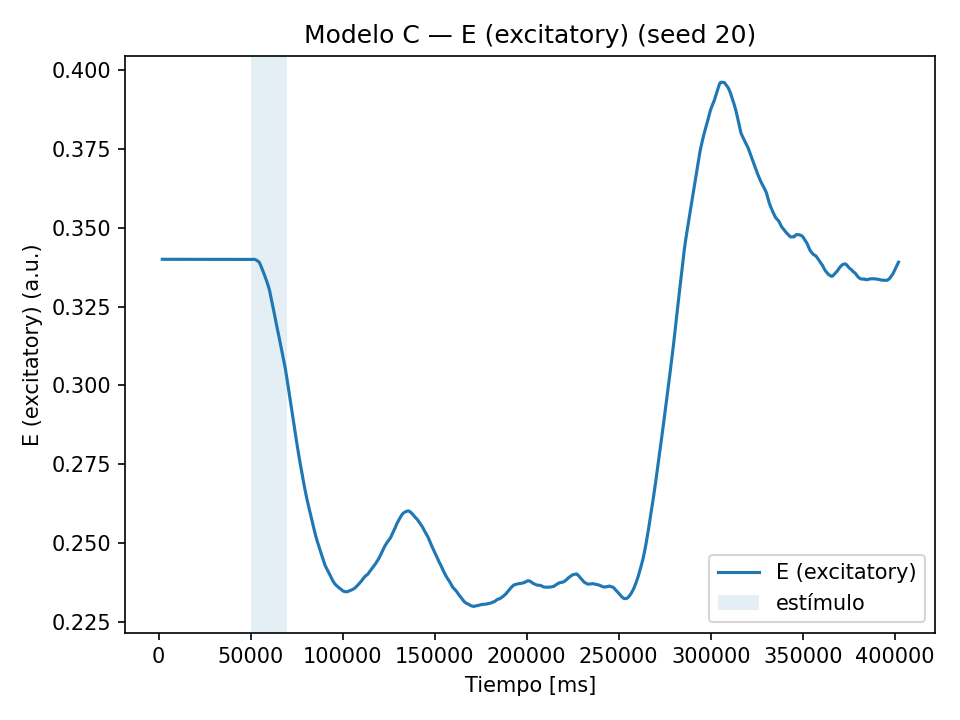 Modelo C — E (excitatory) (seed 20)
E (excitatory) (a.u.)
0.400
0.375
0.350
0.325
0.300
0.275
0.250
0.225
E (excitatory)
estímulo
0 50000 100000 150000 200000 250000 300000 350000 400000
Tiempo [ms]